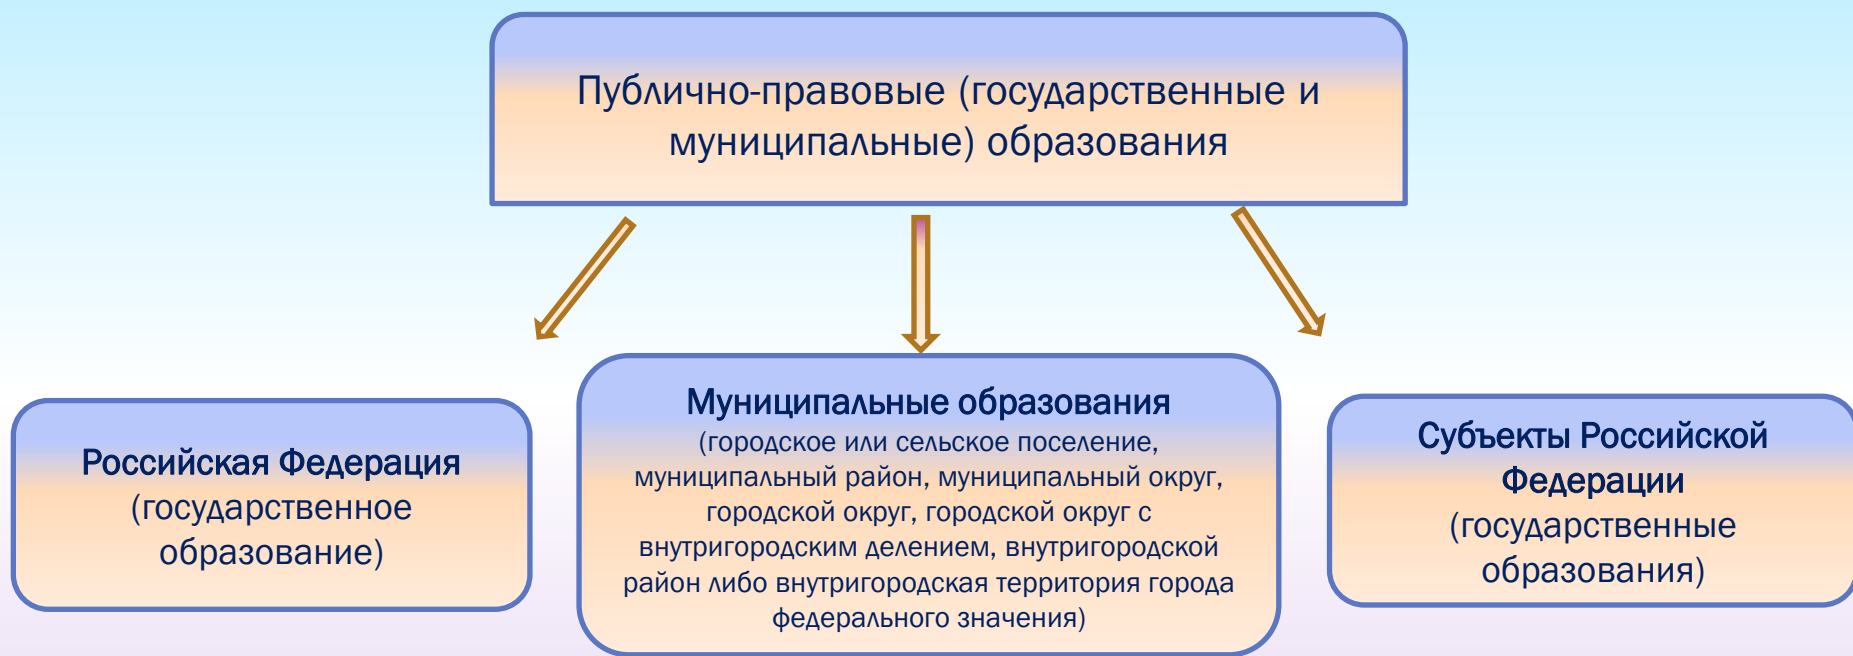 Публично-правовые (государственные и
муниципальные) образования
Российская Федерация
(государственное
образование)
Муниципальные образования
(городское или сельское поселение,
муниципальный район, муниципальный округ,
городской округ, городской округ с
внутригородским делением, внутригородской
район либо внутригородская территория города
федерального значения)
Субъекты Российской
Федерации
(государственные
образования)